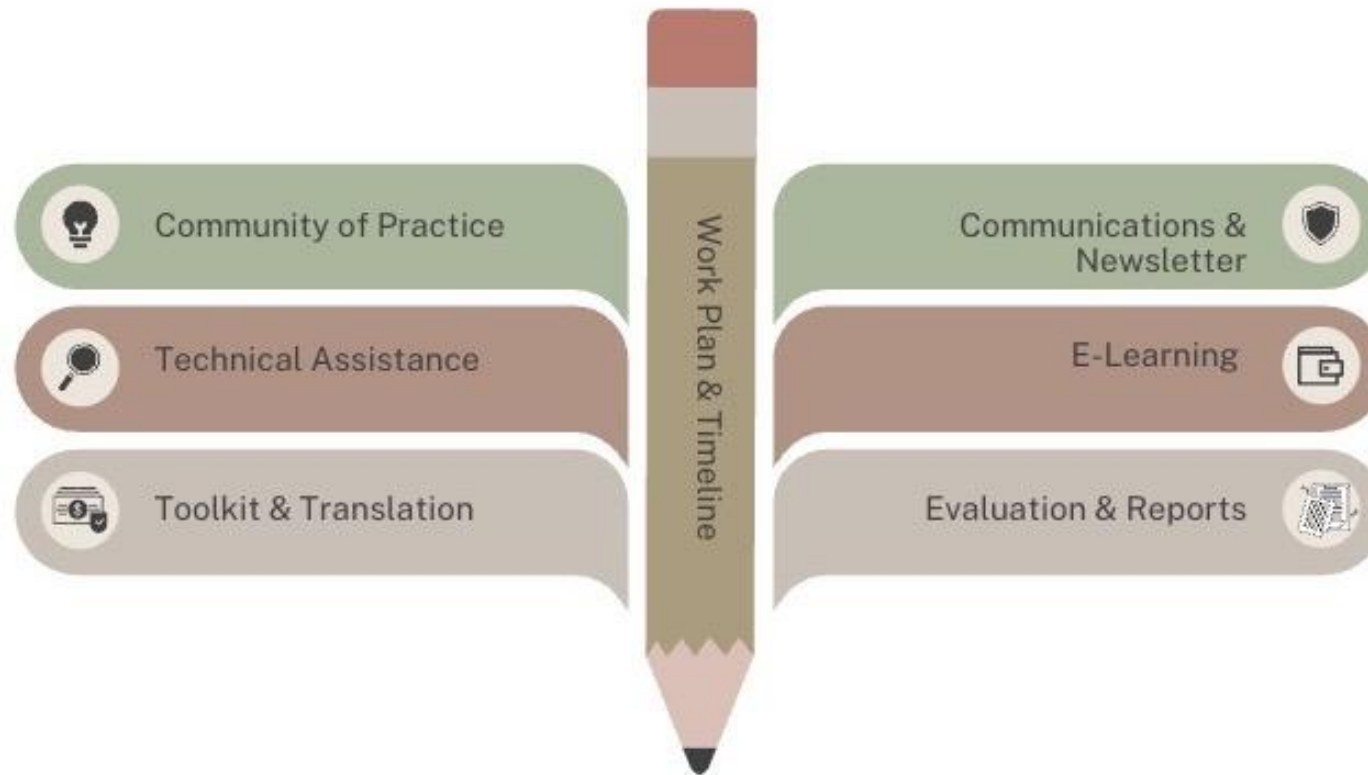 Community of Practice
Technical Assistance
Toolkit & Translation
Work Plan & Timeline
Communications &
Newsletter
E-Learning
Evaluation & Reports